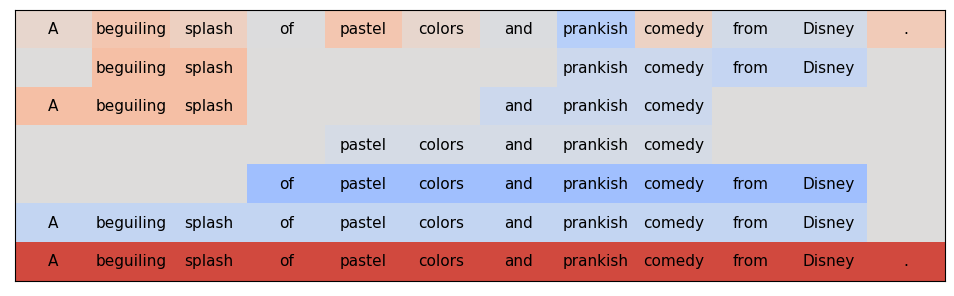 A beguiling splash of pastel colors and prankish comedy from Disney .
beguiling splash prankish comedy from Disney
A beguiling splash and prankish comedy
pastel colors and prankish comedy
of pastel colors and prankish comedy from Disney
A beguiling splash of pastel colors and prankish comedy from Disney
A beguiling splash of pastel colors and prankish comedy from Disney .